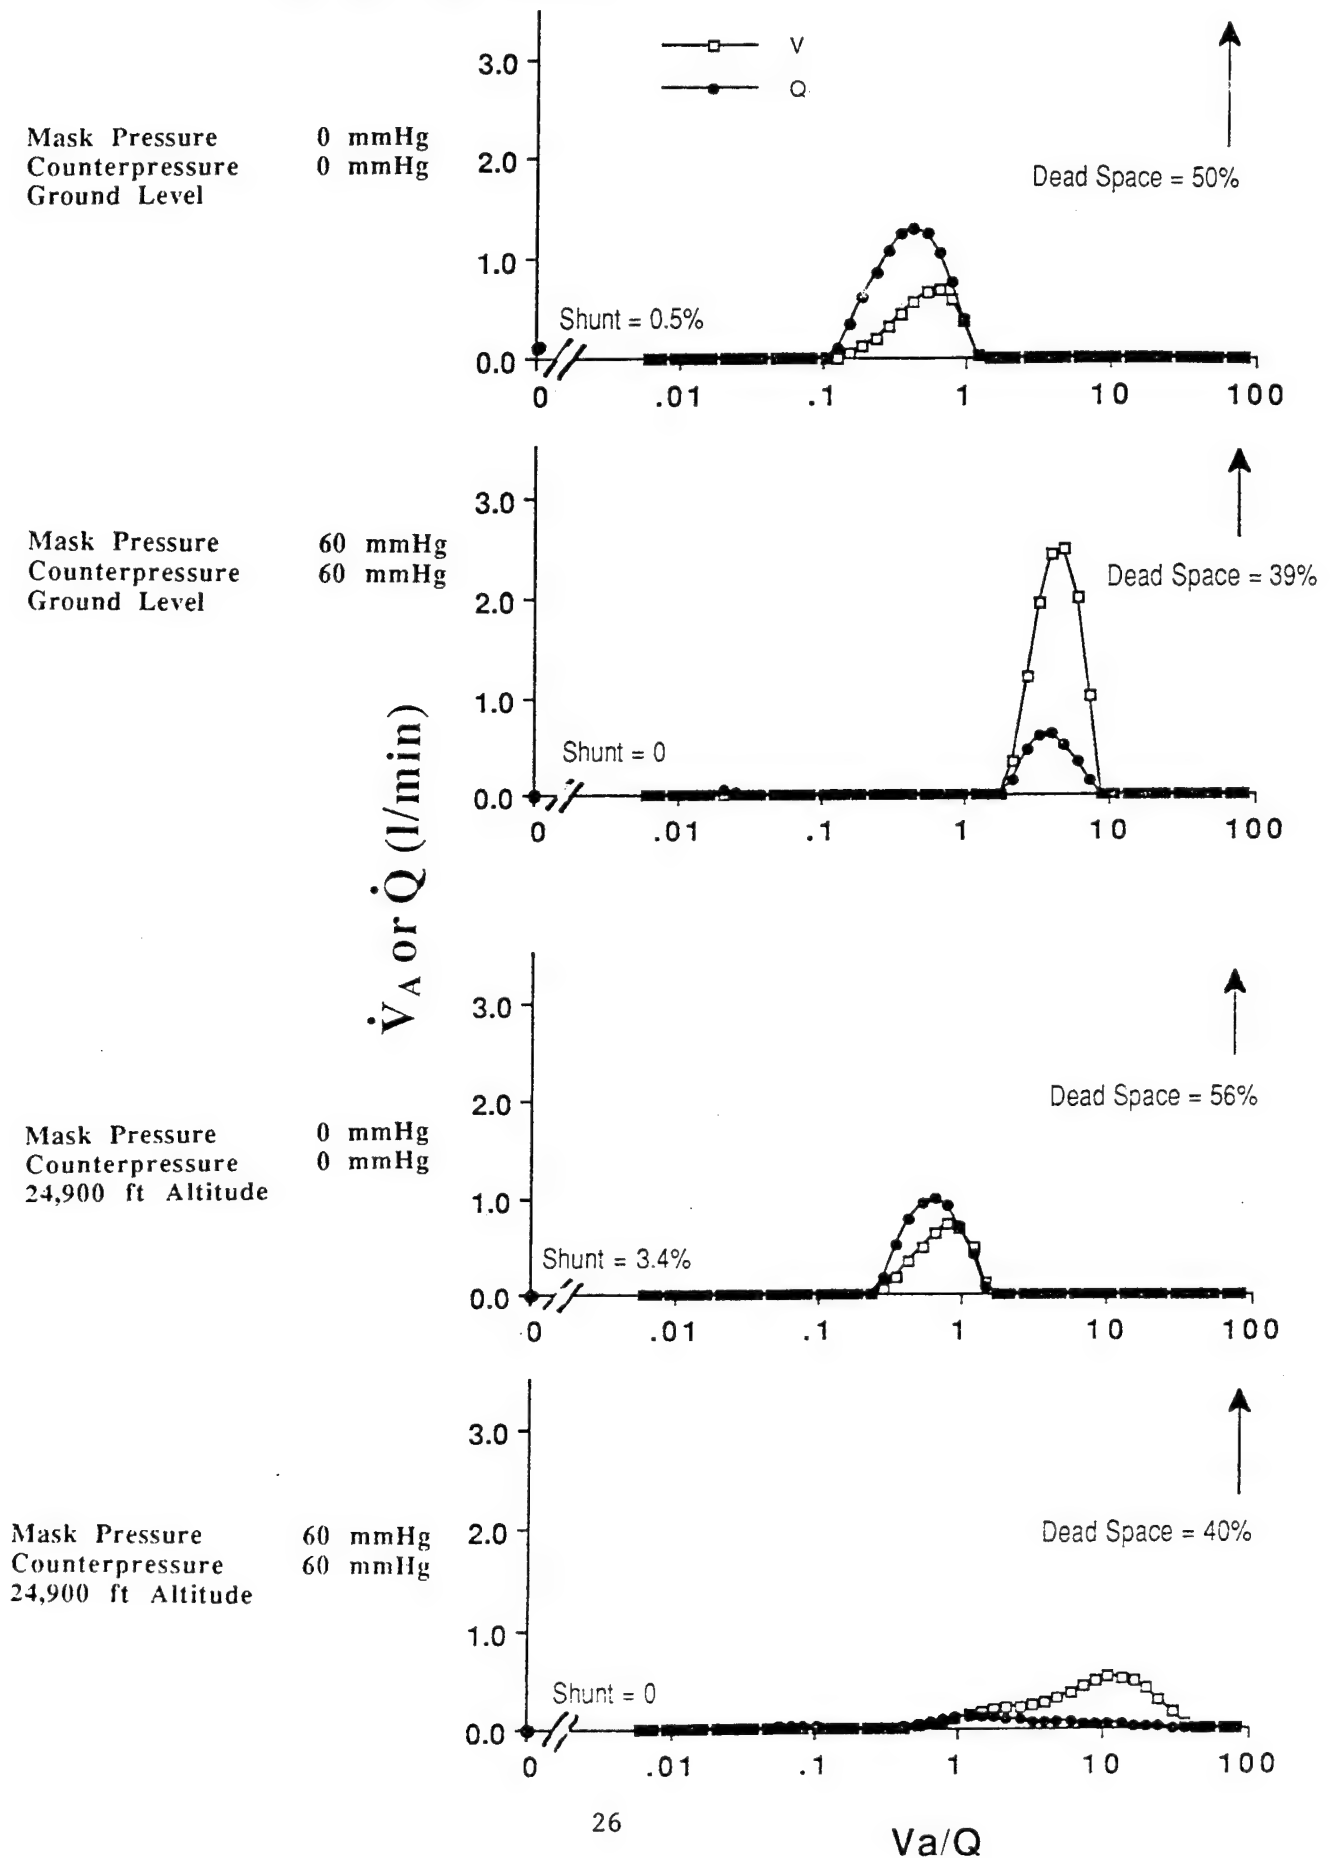 V
Q
3.0
2.0
1.0
0.0
Mask Pressure 0 mmHg
Counterpressure 0 mmHg
Ground Level
Dead Space = 50%
Shunt = 0.5%
0 .01 .1 1 10 100
3.0
2.0
1.0
0.0
Mask Pressure 60 mmHg
Counterpressure 60 mmHg
Ground Level
Dead Space = 39%
Shunt = 0
0 .01 .1 1 10 100
V̇A or Q̇ (l/min)
3.0
2.0
1.0
0.0
Mask Pressure 0 mmHg
Counterpressure 0 mmHg
24,900 ft Altitude
Dead Space = 56%
Shunt = 3.4%
0 .01 .1 1 10 100
3.0
2.0
1.0
0.0
Mask Pressure 60 mmHg
Counterpressure 60 mmHg
24,900 ft Altitude
Dead Space = 40%
Shunt = 0
0 .01 .1 1 10 100
26
Va/Q